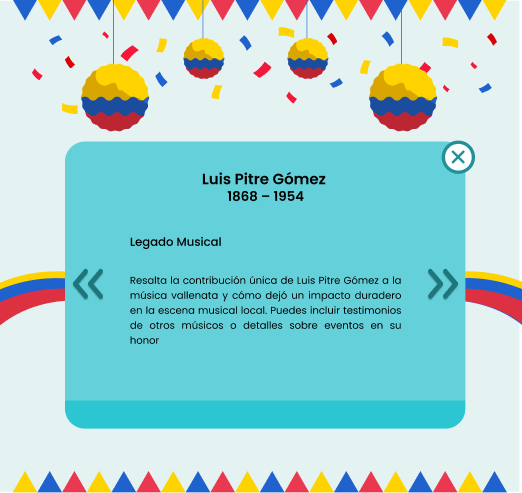 Luis Pitre Gómez
1868 – 1954
Legado Musical
Resalta la contribución única de Luis Pitre Gómez a la
música vallenata y cómo dejó un impacto duradero
en la escena musical local. Puedes incluir testimonios
de otros músicos o detalles sobre eventos en su
honor